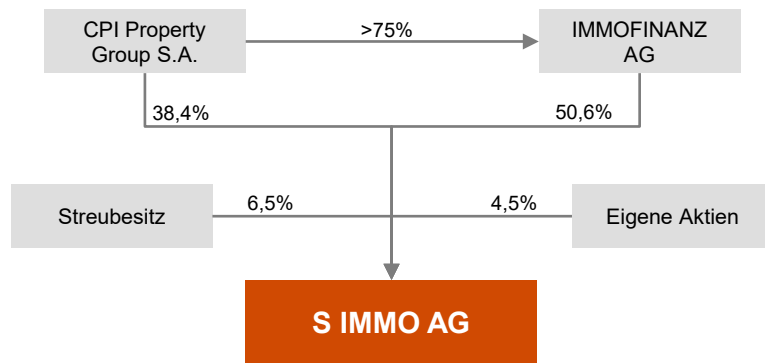 CPI Property
Group S.A.
>75%
IMMOFINANZ
AG
38,4%
50,6%
Streubesitz
6,5%
4,5%
Eigene Aktien
S IMMO AG